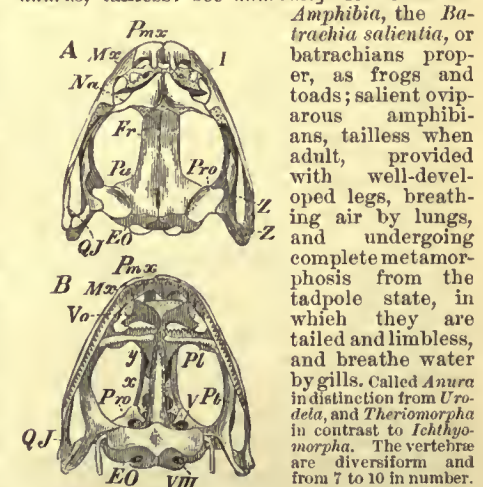 Amphibia, the Ba-
trachia salientia, or
batrachians prop-
er, as frogs and
toads; salient ovip-
arous amphibi-
ans, tailless when
adult, provided
with well-devel-
oped legs, breath-
ing air by lungs,
and undergoing
complete metamor-
phosis from the
tadpole state, in
which they are
tailed and limbless,
and breathe water
by gills. Called Anura
in distinction from Uro-
dela, and Theriomorpha
in contrast to Ichthyo-
morpha. The vertebræ
are diversiform and
from 7 to 10 in number.
A
Pmx
Mx
1
Na
Fr
Pa
Pro
Z
Z
QJ
EO
B
Pmx
Mx
Vo
y
Pl
x
Pro
V
Pt
QJ
EO
VIII